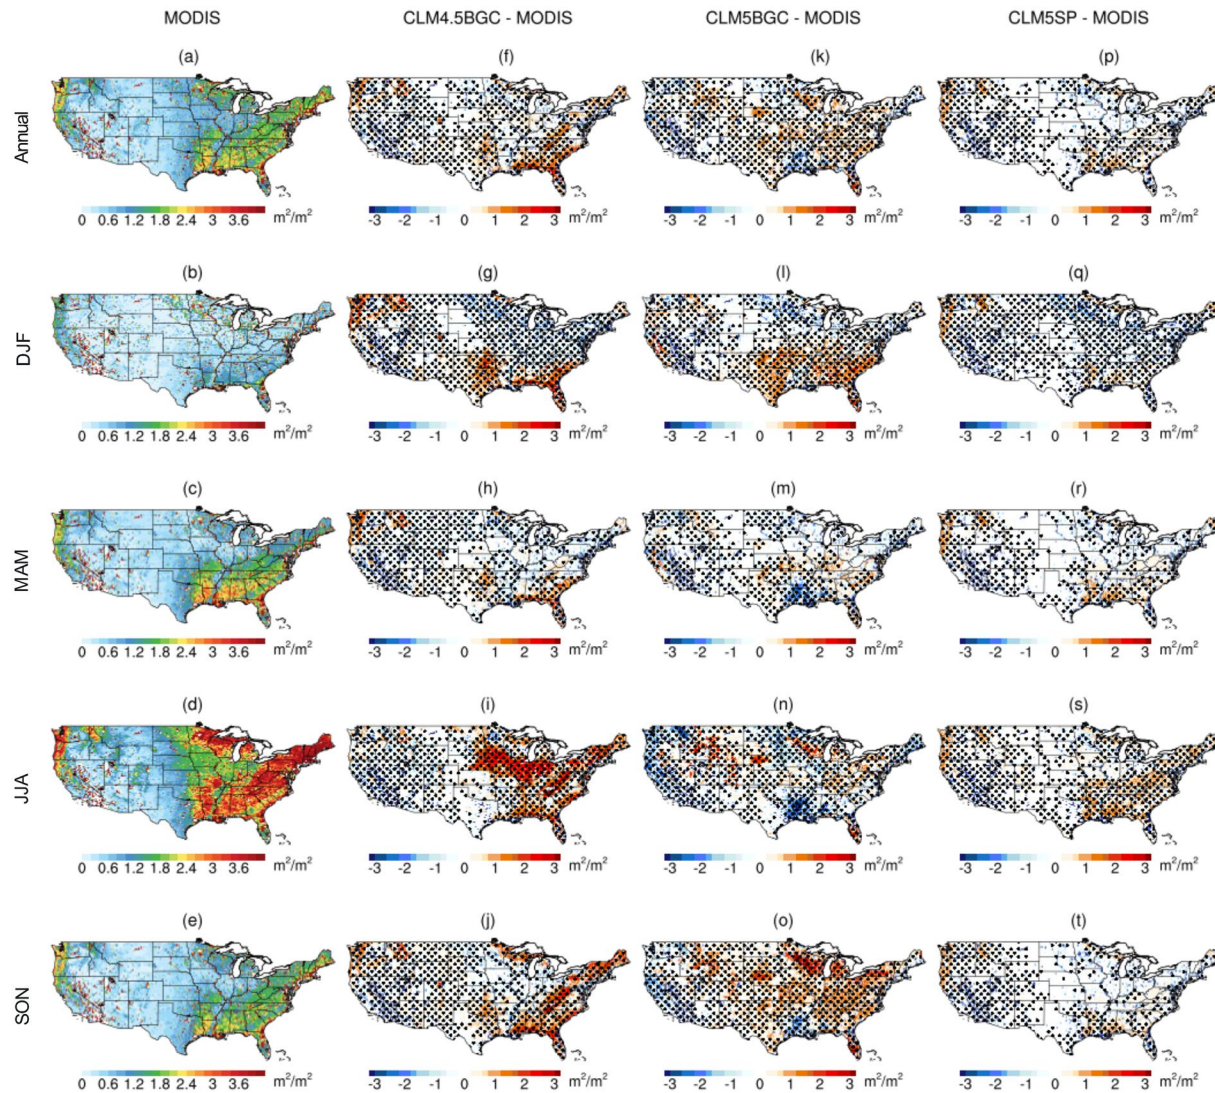 MODIS CLM4.5BGC - MODIS CLM5BGC - MODIS CLM5SP - MODIS
(a) (f) (k) (p)
Annual
0 0.6 1.2 1.8 2.4 3 3.6 m²/m² -3 -2 -1 0 1 2 3 m²/m² -3 -2 -1 0 1 2 3 m²/m² -3 -2 -1 0 1 2 3 m²/m²
(b) (g) (l) (q)
DJF
0 0.6 1.2 1.8 2.4 3 3.6 m²/m² -3 -2 -1 0 1 2 3 m²/m² -3 -2 -1 0 1 2 3 m²/m² -3 -2 -1 0 1 2 3 m²/m²
(c) (h) (m) (r)
MAM
0 0.6 1.2 1.8 2.4 3 3.6 m²/m² -3 -2 -1 0 1 2 3 m²/m² -3 -2 -1 0 1 2 3 m²/m² -3 -2 -1 0 1 2 3 m²/m²
(d) (i) (n) (s)
JJA
0 0.6 1.2 1.8 2.4 3 3.6 m²/m² -3 -2 -1 0 1 2 3 m²/m² -3 -2 -1 0 1 2 3 m²/m² -3 -2 -1 0 1 2 3 m²/m²
(e) (j) (o) (t)
SON
0 0.6 1.2 1.8 2.4 3 3.6 m²/m² -3 -2 -1 0 1 2 3 m²/m² -3 -2 -1 0 1 2 3 m²/m² -3 -2 -1 0 1 2 3 m²/m²